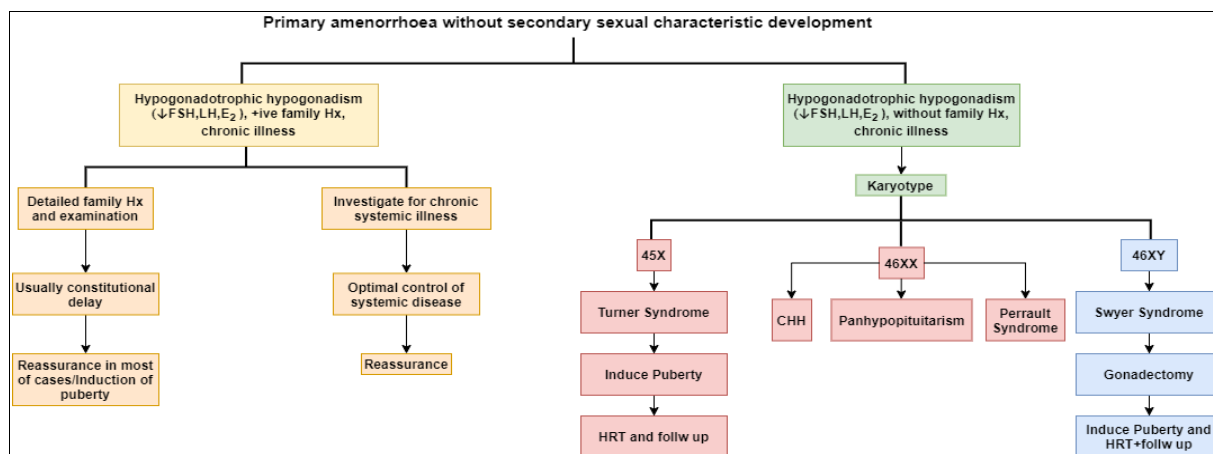 Primary amenorrhoea without secondary sexual characteristic development
Hypogonadotrophic hypogonadism
(↓FSH,LH,E₂), +ive family Hx,
chronic illness
Hypogonadotrophic hypogonadism
(↓FSH,LH,E₂), without family Hx,
chronic illness
Detailed family Hx
and examination
Investigate for chronic
systemic illness
Karyotype
45X
46XX
46XY
Usually constitutional
delay
Optimal control of
systemic disease
Turner Syndrome
CHH
Panhypopituitarism
Perrault
Syndrome
Swyer Syndrome
Reassurance in most
of cases/Induction of
puberty
Reassurance
Induce Puberty
Gonadectomy
HRT and follw up
Induce Puberty and
HRT+follw up